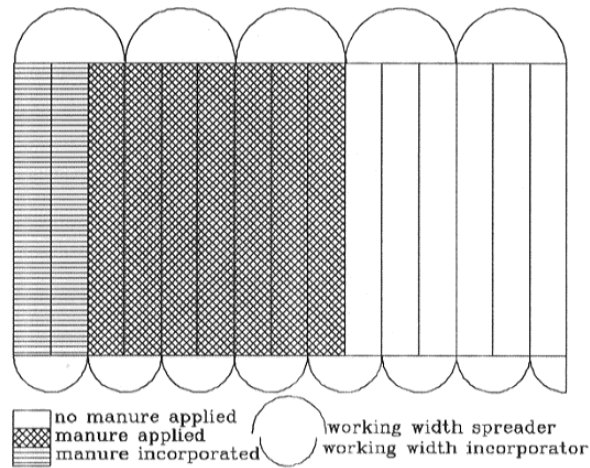 no manure applied
manure applied
manure incorporated
working width spreader
working width incorporator